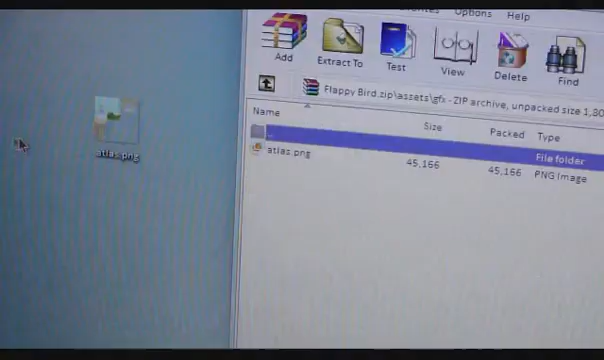 Favorites Options Help
Add Extract To Test View Delete Find
Flappy Bird.zip\assets\gfx - ZIP archive, unpacked size 1,80
Name Size Packed Type
.. File folder
atlas.png 45,166 45,166 PNG Image
atlas.png